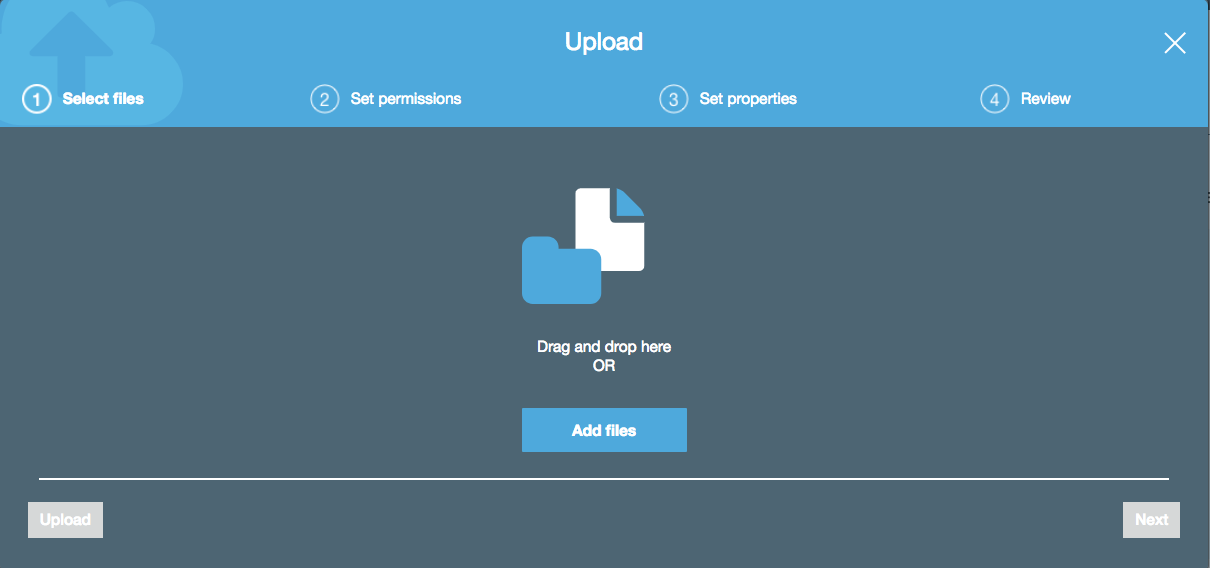 Upload
1 Select files
2 Set permissions
3 Set properties
4 Review
Drag and drop here
OR
Add files
Upload
Next